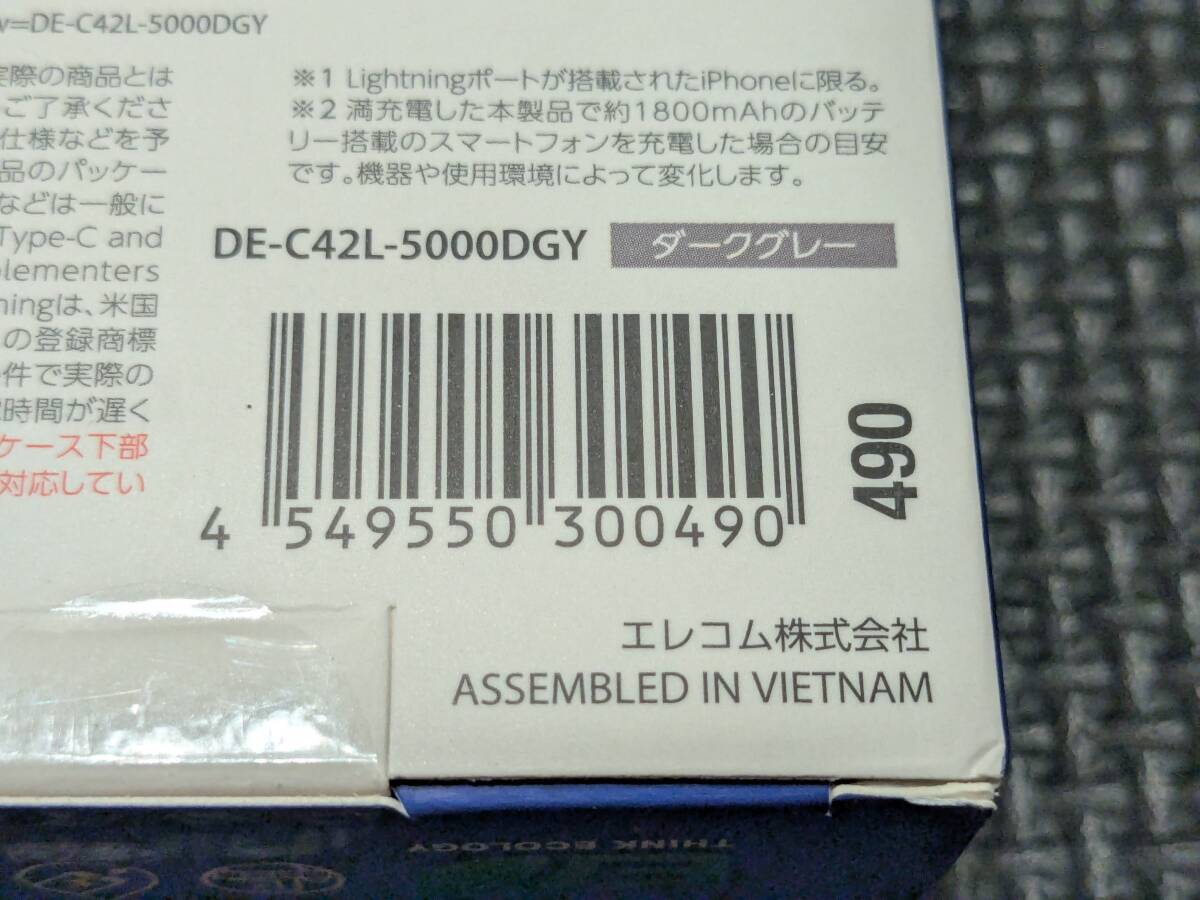 v=DE-C42L-5000DGY
実際の商品とは
ご了承くださ
仕様などを予
品のパッケー
などは一般に
Type-C and
plementers
ningは、米国
の登録商標
件で実際の
時間が遅く
ケース下部
対応してい
※1 Lightningポートが搭載されたiPhoneに限る。
※2 満充電した本製品で約1800mAhのバッテ
リー搭載のスマートフォンを充電した場合の目安
です。機器や使用環境によって変化します。
DE-C42L-5000DGY ダークグレー
4 549550 300490
490
エレコム株式会社
ASSEMBLED IN VIETNAM
THINK ECOLOGY